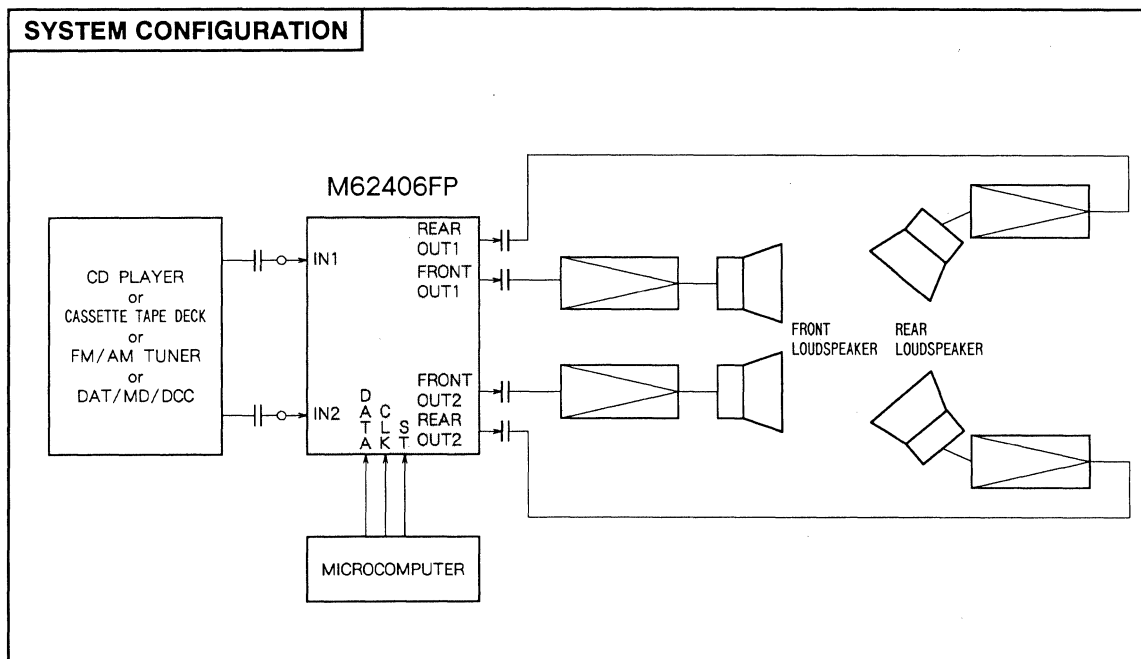 SYSTEM CONFIGURATION
M62406FP
CD PLAYER
or
CASSETTE TAPE DECK
or
FM/AM TUNER
or
DAT/MD/DCC
IN1
IN2
REAR
OUT1
FRONT
OUT1
FRONT
OUT2
REAR
OUT2
DATA
CLK
ST
FRONT
LOUDSPEAKER
REAR
LOUDSPEAKER
MICROCOMPUTER